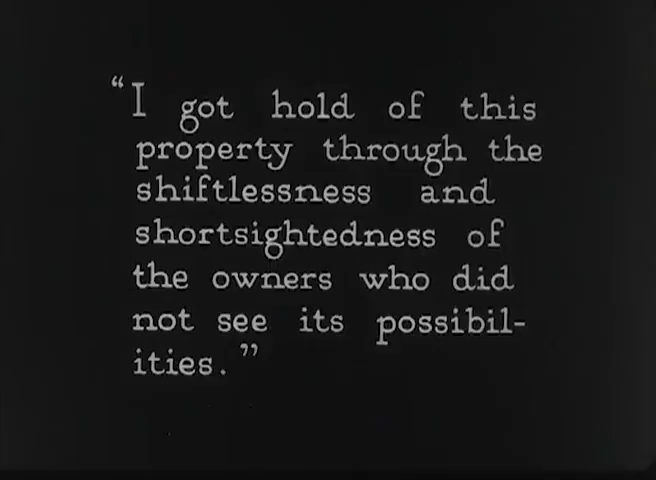 “I got hold of this
property through the
shiftlessness and
shortsightedness of
the owners who did
not see its possibil-
ities.”